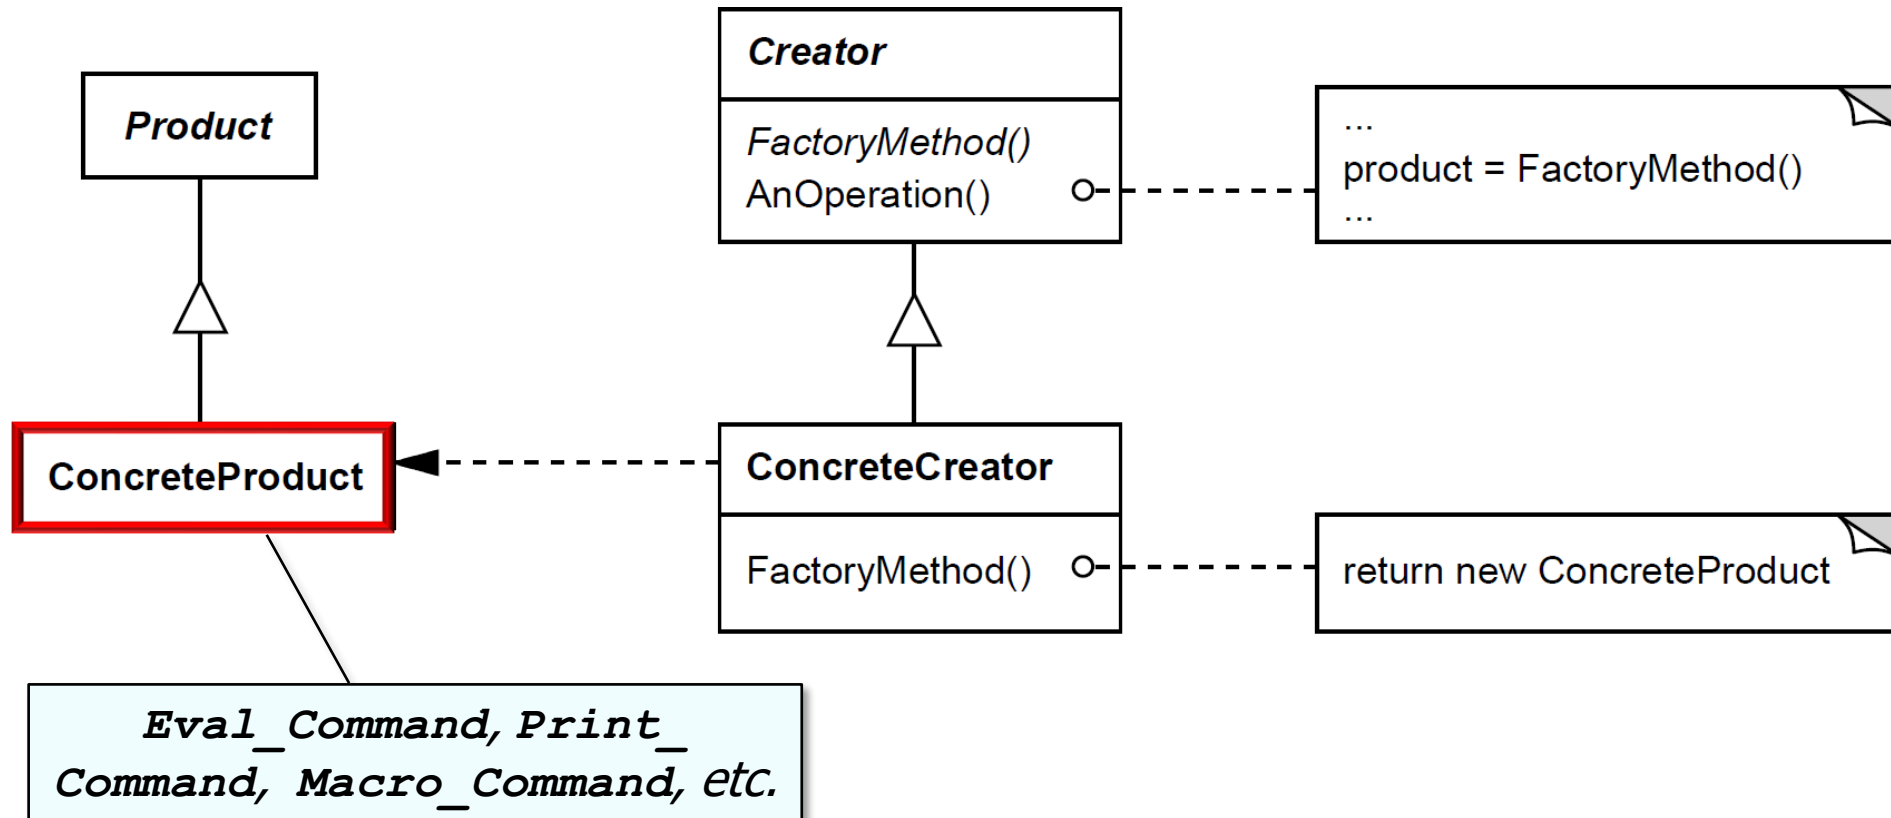 Creator
Product
FactoryMethod()
AnOperation()
...
product = FactoryMethod()
...
ConcreteProduct
ConcreteCreator
FactoryMethod()
return new ConcreteProduct
Eval_Command, Print_
Command, Macro_Command, etc.